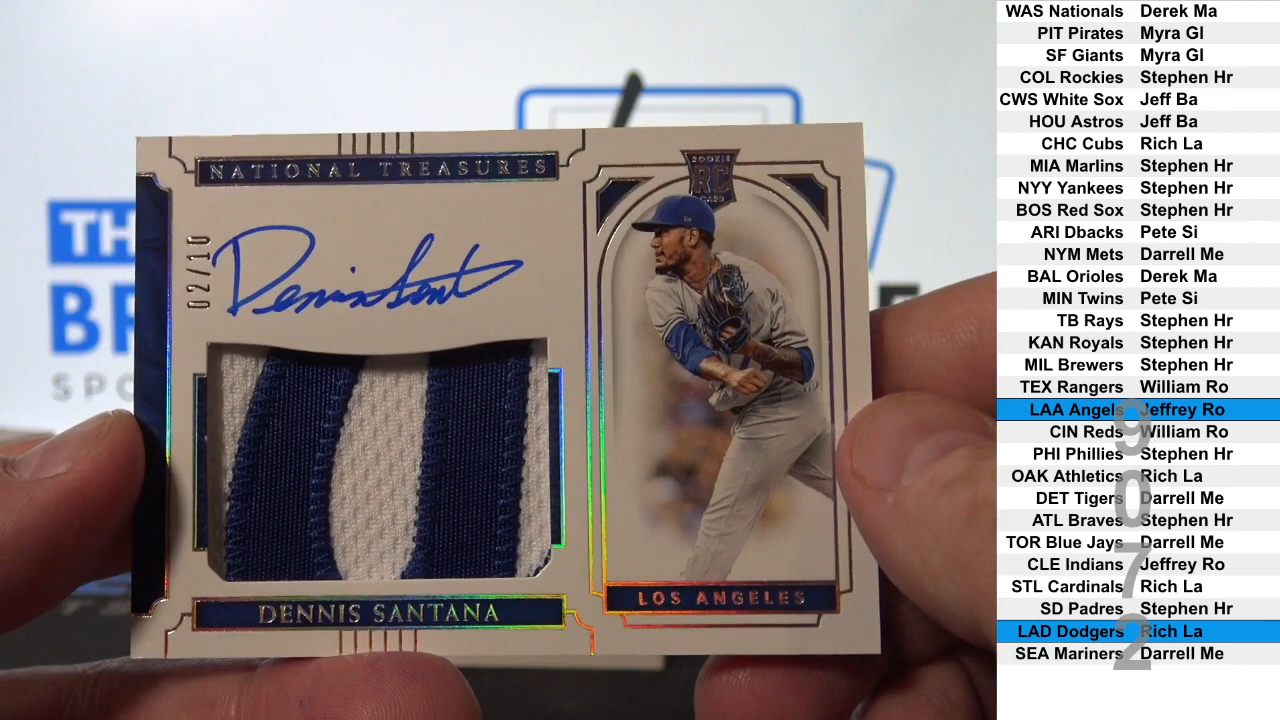 NATIONAL TREASURES
ROOKIE
RC
CARD
02/10
Dennis Sant
DENNIS SANTANA
LOS ANGELES
TH
BR
E
SPO
WAS Nationals Derek Ma
PIT Pirates Myra Gl
SF Giants Myra Gl
COL Rockies Stephen Hr
CWS White Sox Jeff Ba
HOU Astros Jeff Ba
CHC Cubs Rich La
MIA Marlins Stephen Hr
NYY Yankees Stephen Hr
BOS Red Sox Stephen Hr
ARI Dbacks Pete Si
NYM Mets Darrell Me
BAL Orioles Derek Ma
MIN Twins Pete Si
TB Rays Stephen Hr
KAN Royals Stephen Hr
MIL Brewers Stephen Hr
TEX Rangers William Ro
LAA Angels Jeffrey Ro
CIN Reds William Ro
PHI Phillies Stephen Hr
OAK Athletics Rich La
DET Tigers Darrell Me
ATL Braves Stephen Hr
TOR Blue Jays Darrell Me
CLE Indians Jeffrey Ro
STL Cardinals Rich La
SD Padres Stephen Hr
LAD Dodgers Rich La
SEA Mariners Darrell Me
9072